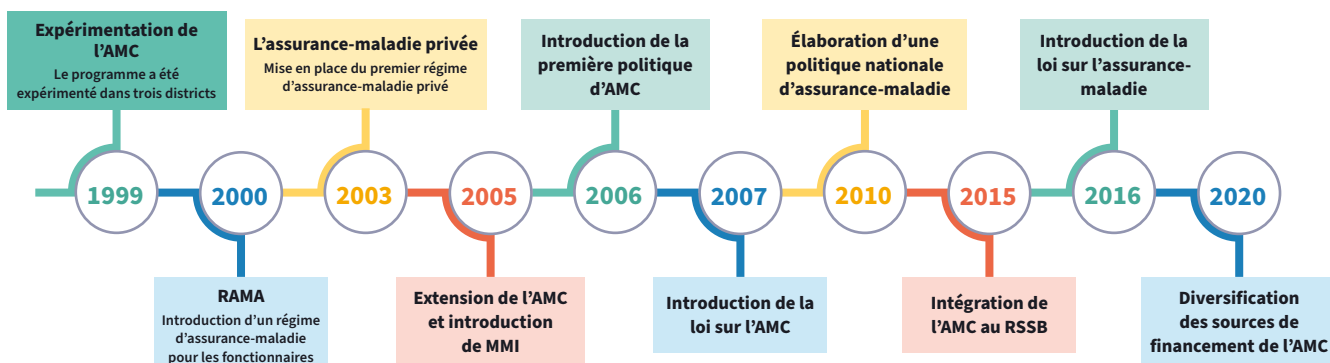 Expérimentation de
l’AMC
Le programme a été
expérimenté dans trois districts
L’assurance-maladie privée
Mise en place du premier régime
d’assurance-maladie privé
Introduction de la
première politique
d’AMC
Élaboration d’une
politique nationale
d’assurance-maladie
Introduction de la
loi sur l’assurance-
maladie
1999
2000
2003
2005
2006
2007
2010
2015
2016
2020
RAMA
Introduction d’un régime
d’assurance-maladie
pour les fonctionnaires
Extension de l’AMC
et introduction
de MMI
Introduction de la
loi sur l’AMC
Intégration de
l’AMC au RSSB
Diversification
des sources de
financement de l’AMC